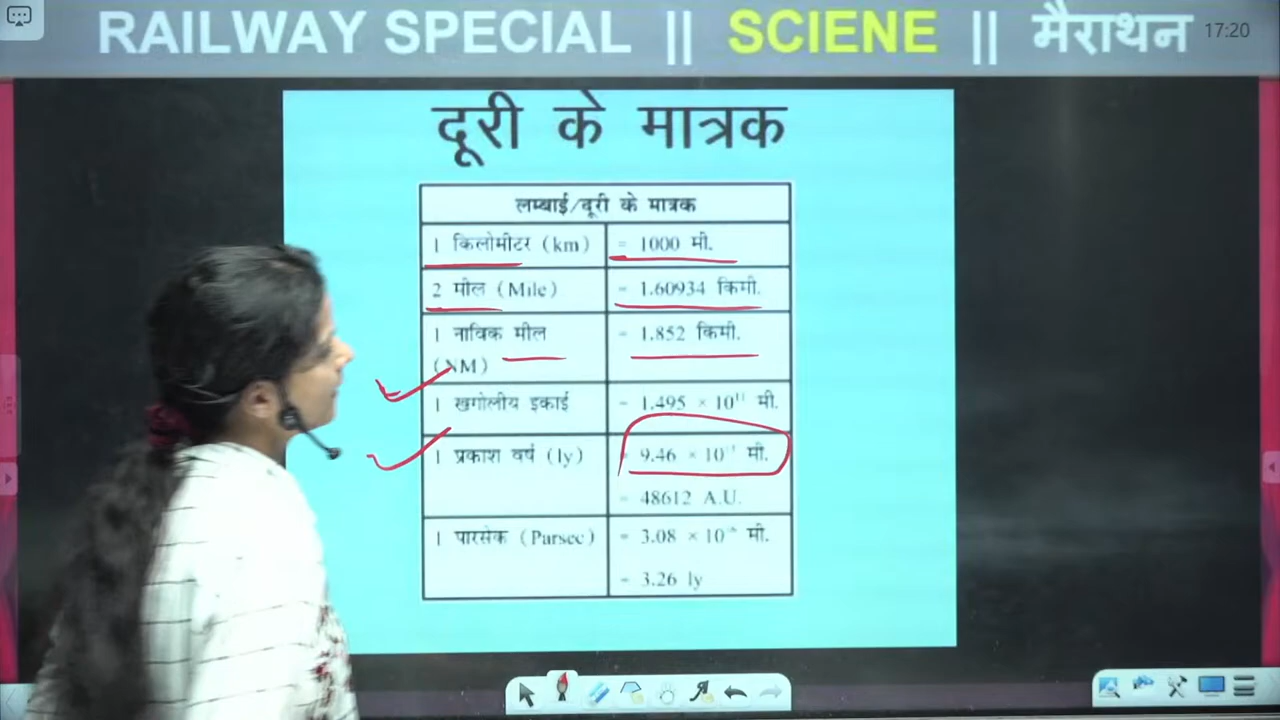 RAILWAY SPECIAL || SCIENE || मैराथन 17:20
दूरी के मात्रक
लम्बाई/दूरी के मात्रक
1 किलोमीटर (km) = 1000 मी.
2 मील (Mile) = 1.60934 किमी.
1 नाविक मील = 1.852 किमी.
(NM)
1 खगोलीय इकाई = 1.495 × 10¹¹ मी.
1 प्रकाश वर्ष (ly) = 9.46 × मी.
= 48612 A.U.
1 पारसेक (Parsec) = 3.08 × मी.
= 3.26 ly